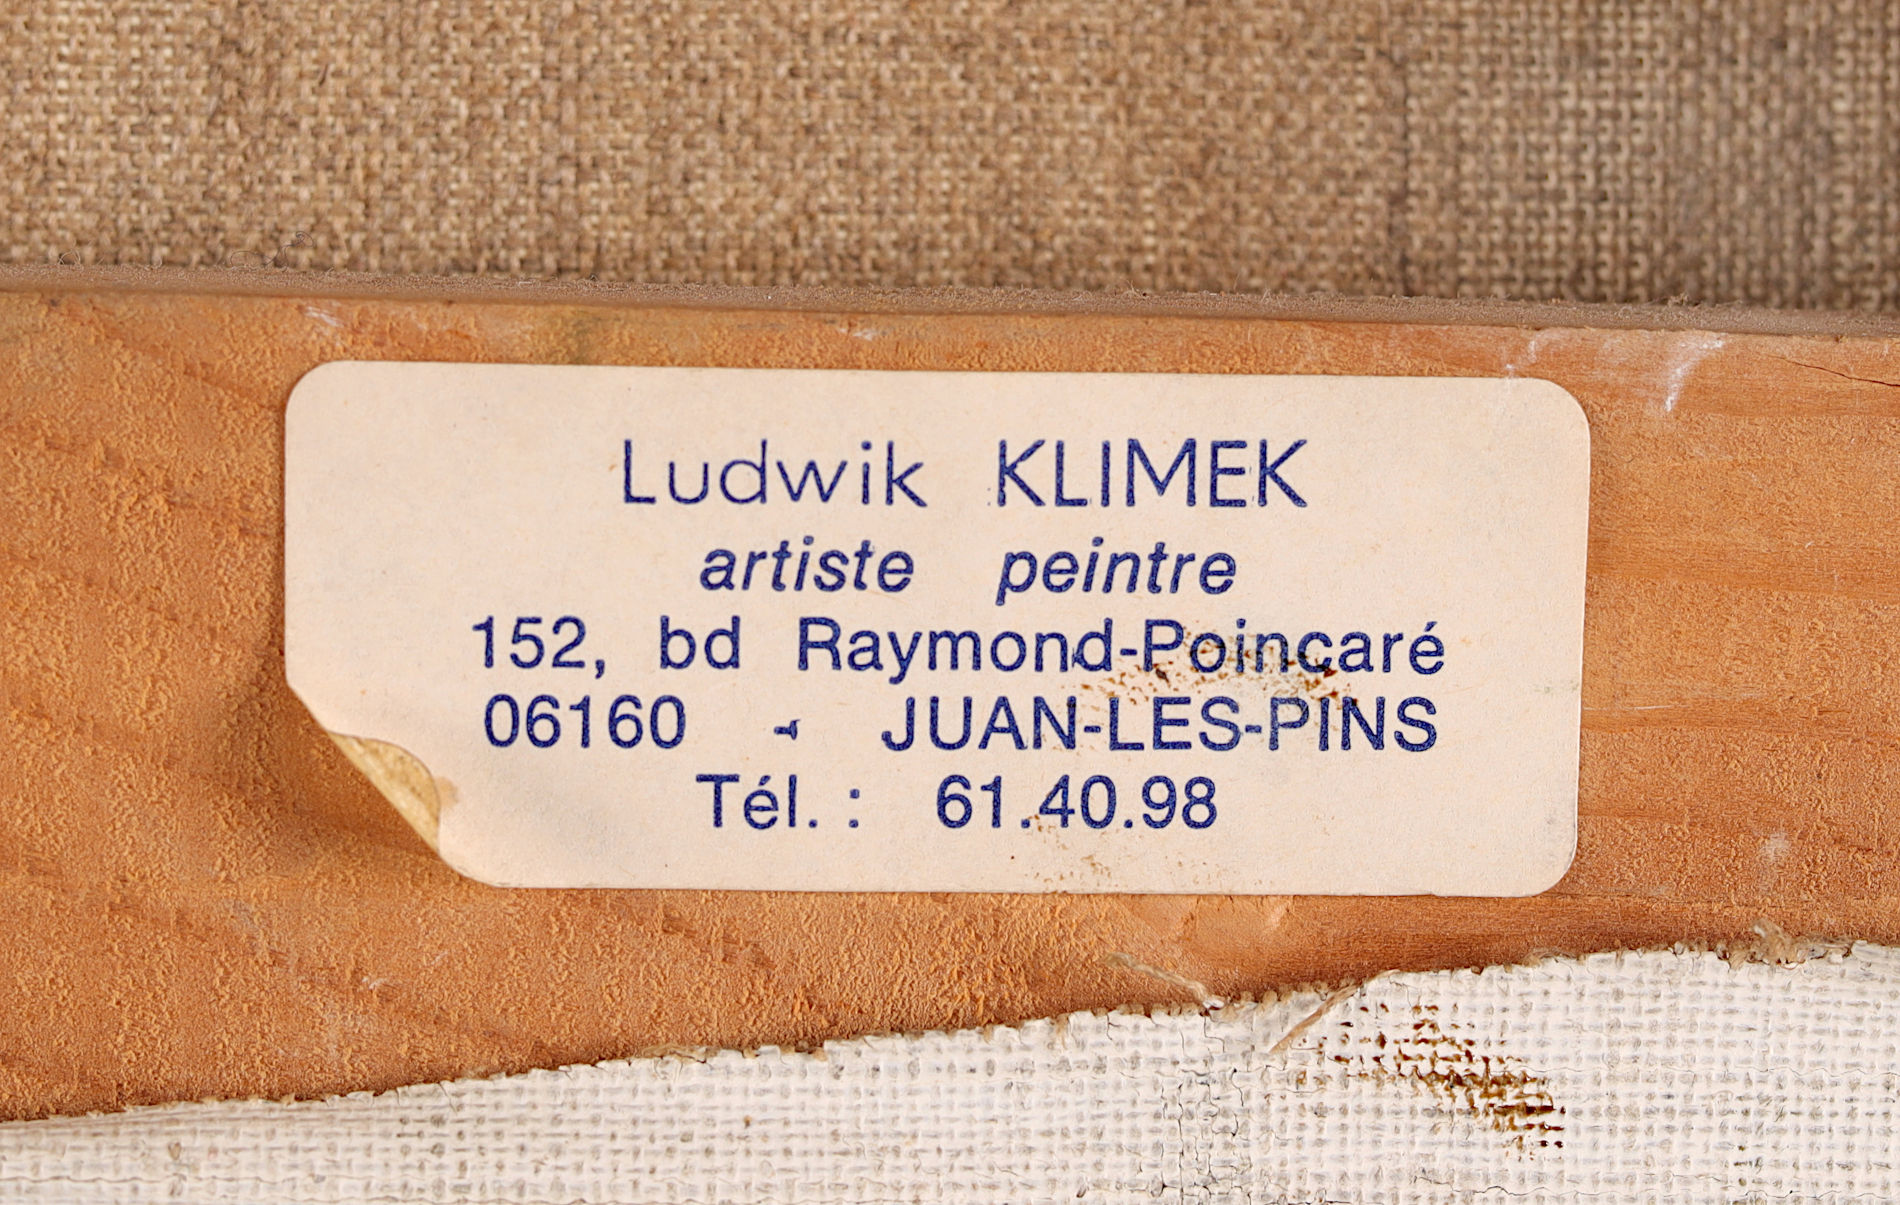 Ludwik KLIMEK
artiste peintre
152, bd Raymond-Poincaré
06160 - JUAN-LES-PINS
Tél. : 61.40.98